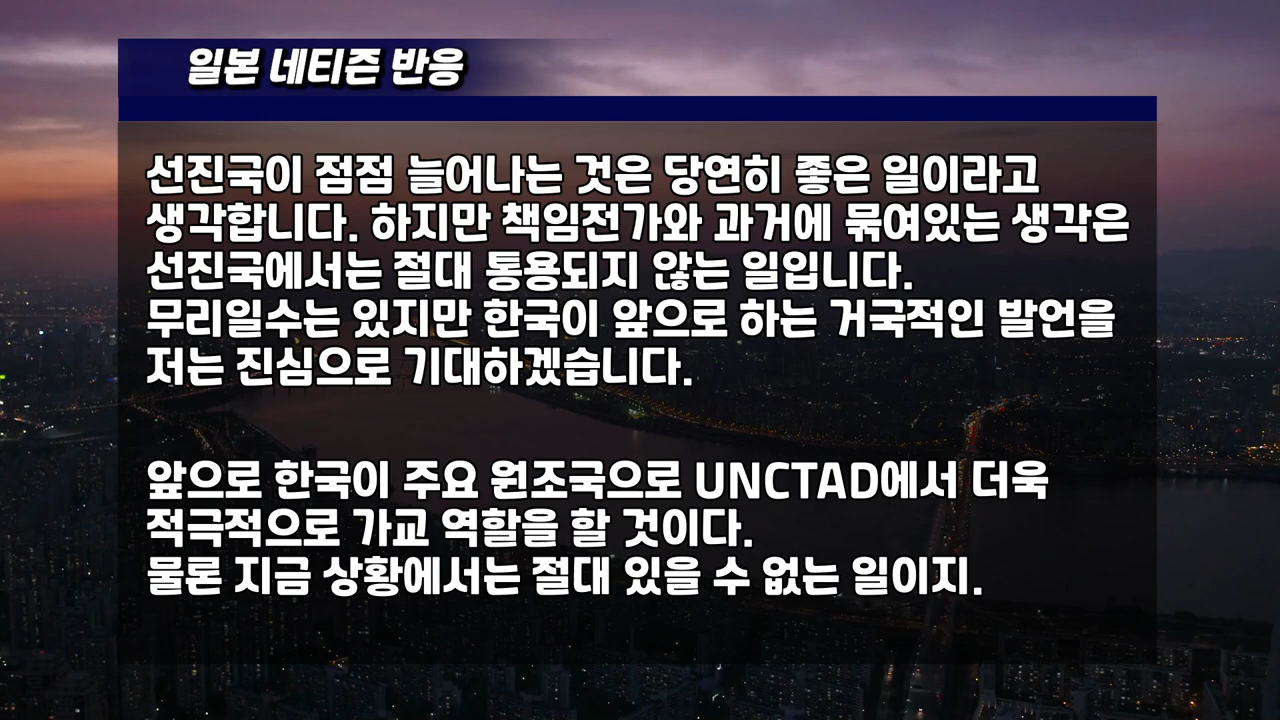 일본 네티즌 반응
선진국이 점점 늘어나는 것은 당연히 좋은 일이라고
생각합니다. 하지만 책임전가와 과거에 묶여있는 생각은
선진국에서는 절대 통용되지 않는 일입니다.
무리일수는 있지만 한국이 앞으로 하는 거국적인 발언을
저는 진심으로 기대하겠습니다.
앞으로 한국이 주요 원조국으로 UNCTAD에서 더욱
적극적으로 가교 역할을 할 것이다.
물론 지금 상황에서는 절대 있을 수 없는 일이지.